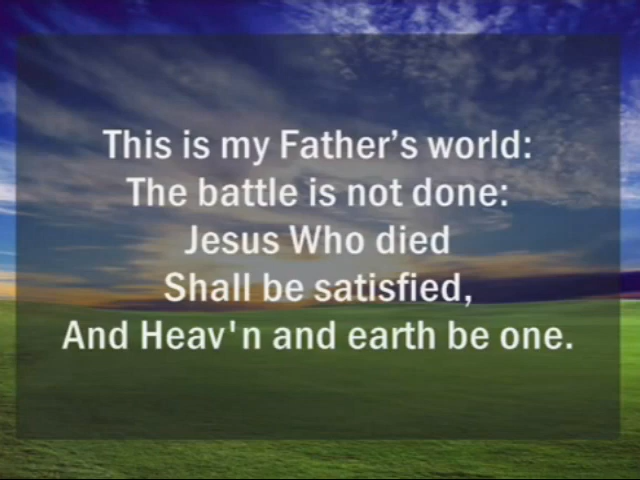 This is my Father’s world:
The battle is not done:
Jesus Who died
Shall be satisfied,
And Heav'n and earth be one.